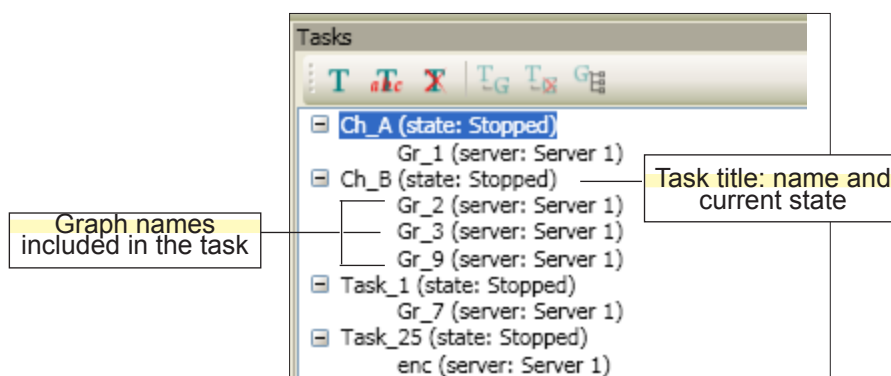 Tasks
T abc T T G T G
Ch_A (state: Stopped)
Gr_1 (server: Server 1)
Ch_B (state: Stopped)
Task title: name and
current state
Gr_2 (server: Server 1)
Graph names
included in the task
Gr_3 (server: Server 1)
Gr_9 (server: Server 1)
Task_1 (state: Stopped)
Gr_7 (server: Server 1)
Task_25 (state: Stopped)
enc (server: Server 1)